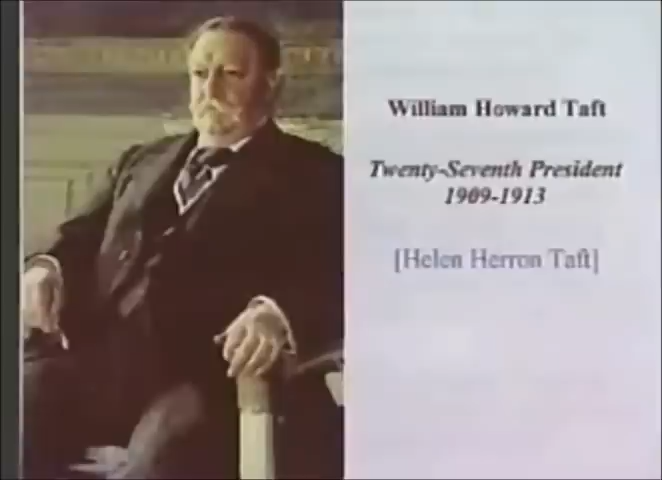 William Howard Taft
Twenty-Seventh President
1909-1913
[Helen Herron Taft]